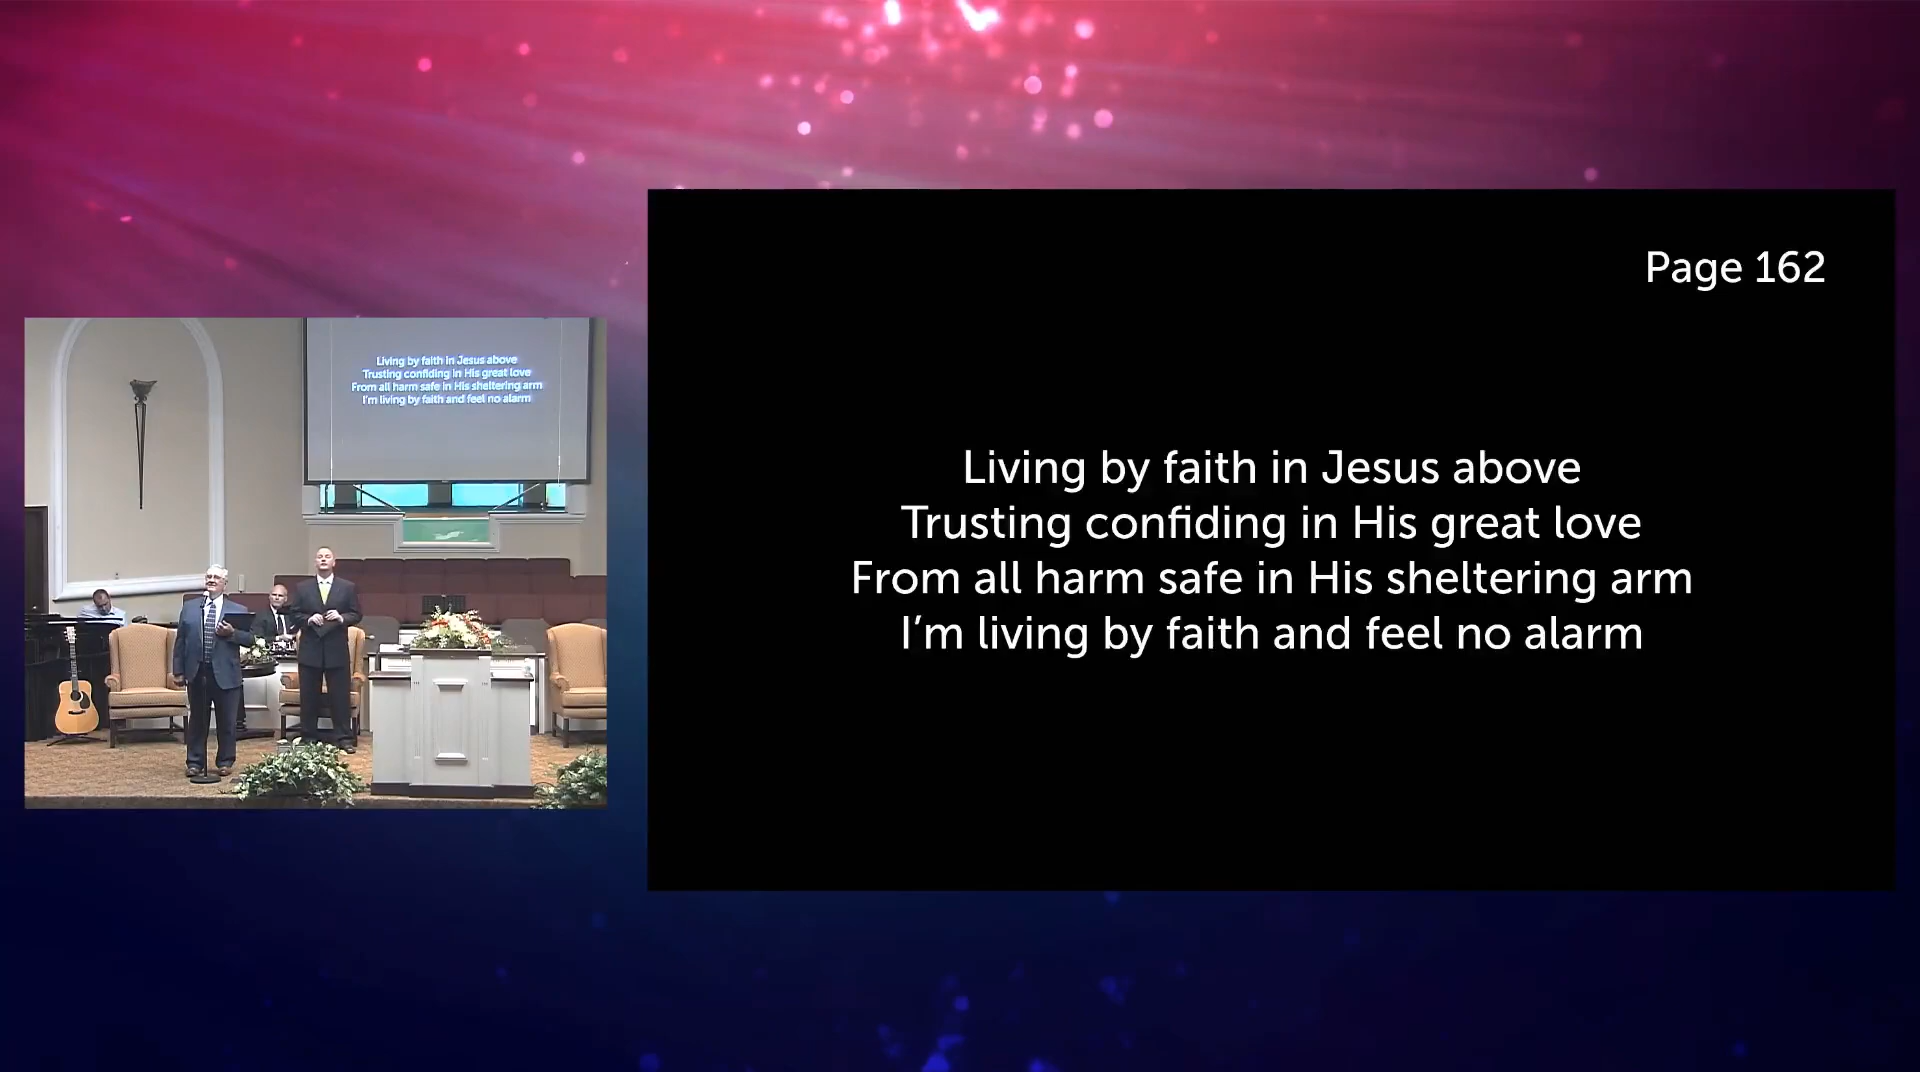 Page 162
Living by faith in Jesus above
Trusting confiding in His great love
From all harm safe in His sheltering arm
I'm living by faith and feel no alarm
Living by faith in Jesus above
Trusting confiding in His great love
From all harm safe in His sheltering arm
I'm living by faith and feel no alarm